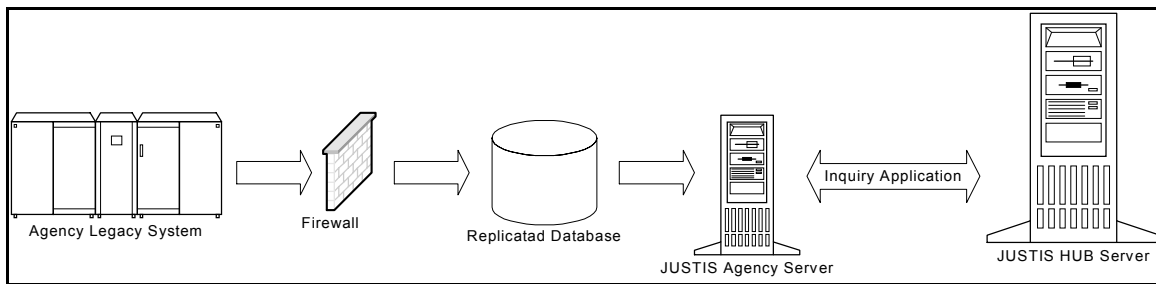 Agency Legacy System
Firewall
Replicatad Database
JUSTIS Agency Server
Inquiry Application
JUSTIS HUB Server